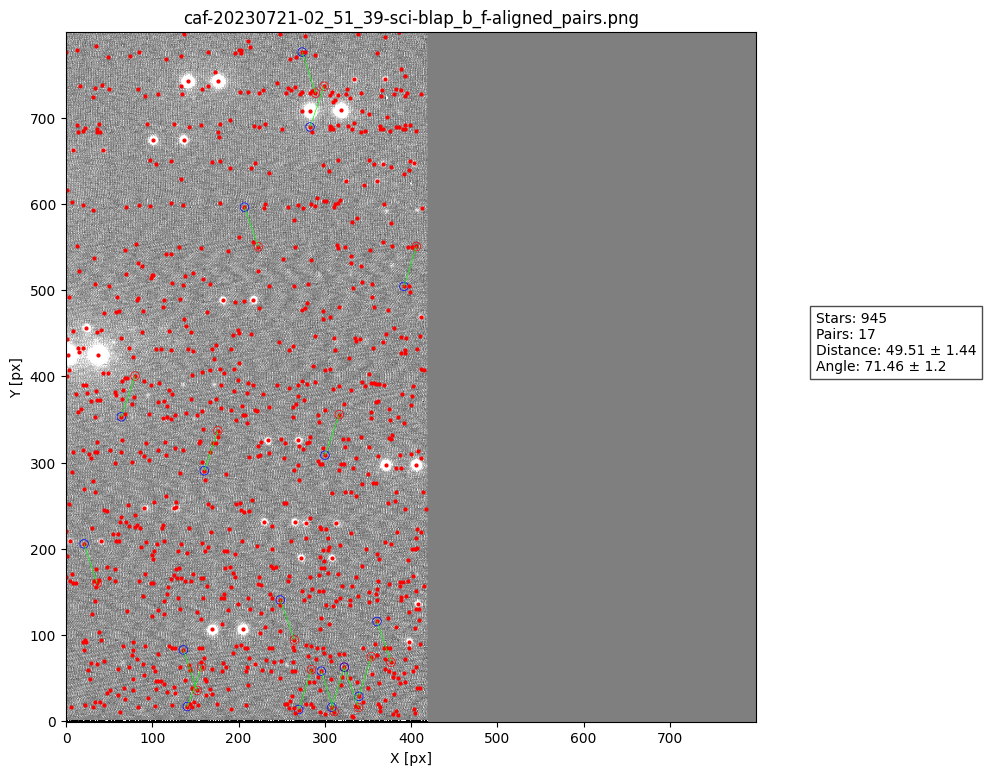 caf-20230721-02_51_39-sci-blap_b_f-aligned_pairs.png
700
600
500
400
300
200
100
0
Y [px]
0 100 200 300 400 500 600 700
X [px]
Stars: 945
Pairs: 17
Distance: 49.51 ± 1.44
Angle: 71.46 ± 1.2